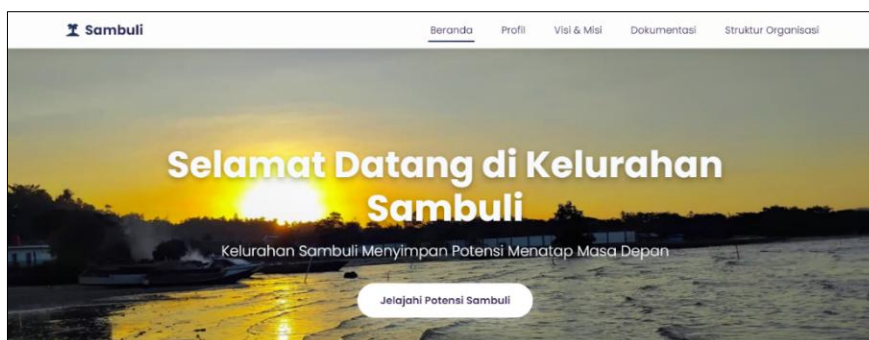 Sambuli
Beranda Profil Visi & Misi Dokumentasi Struktur Organisasi
Selamat Datang di Kelurahan
Sambuli
Kelurahan Sambuli Menyimpan Potensi Menatap Masa Depan
Jelajahi Potensi Sambuli